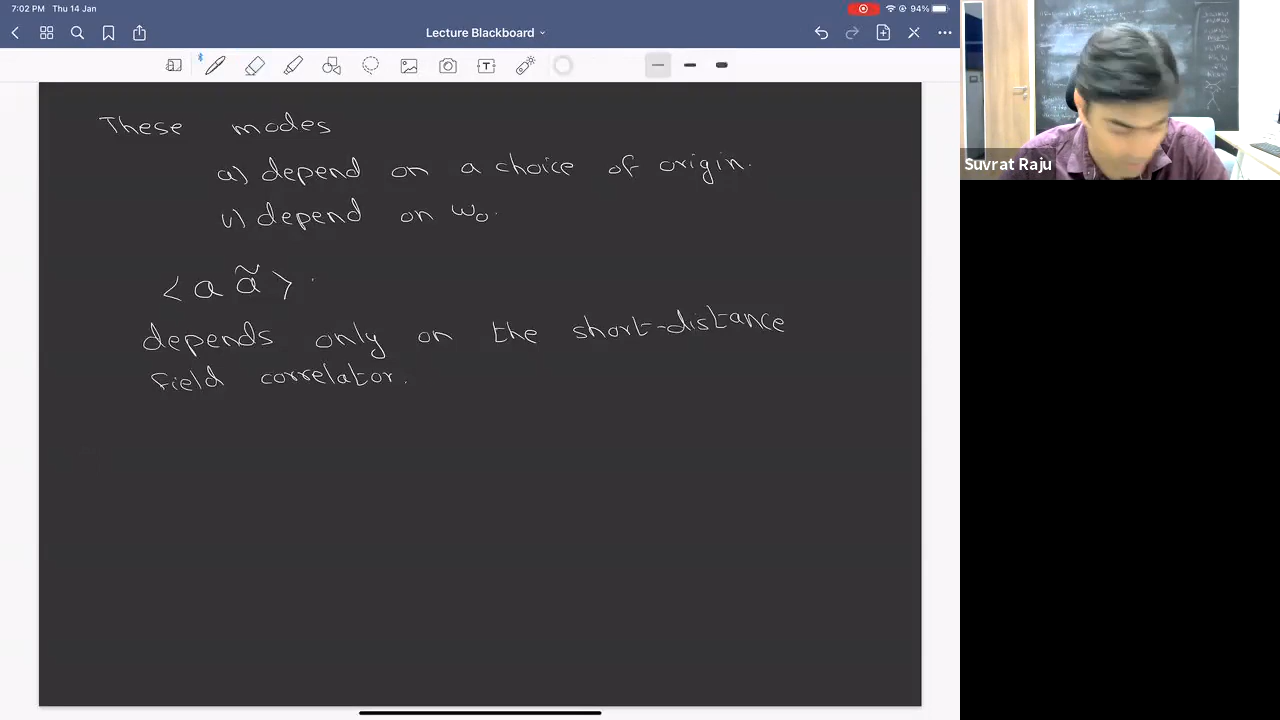 7:02 PM Thu 14 Jan
94%
Lecture Blackboard
Suvrat Raju
These modes
a) depend on a choice of origin.
b) depend on ω₀.
< a ã > .
depends only on the short-distance
field correlator.